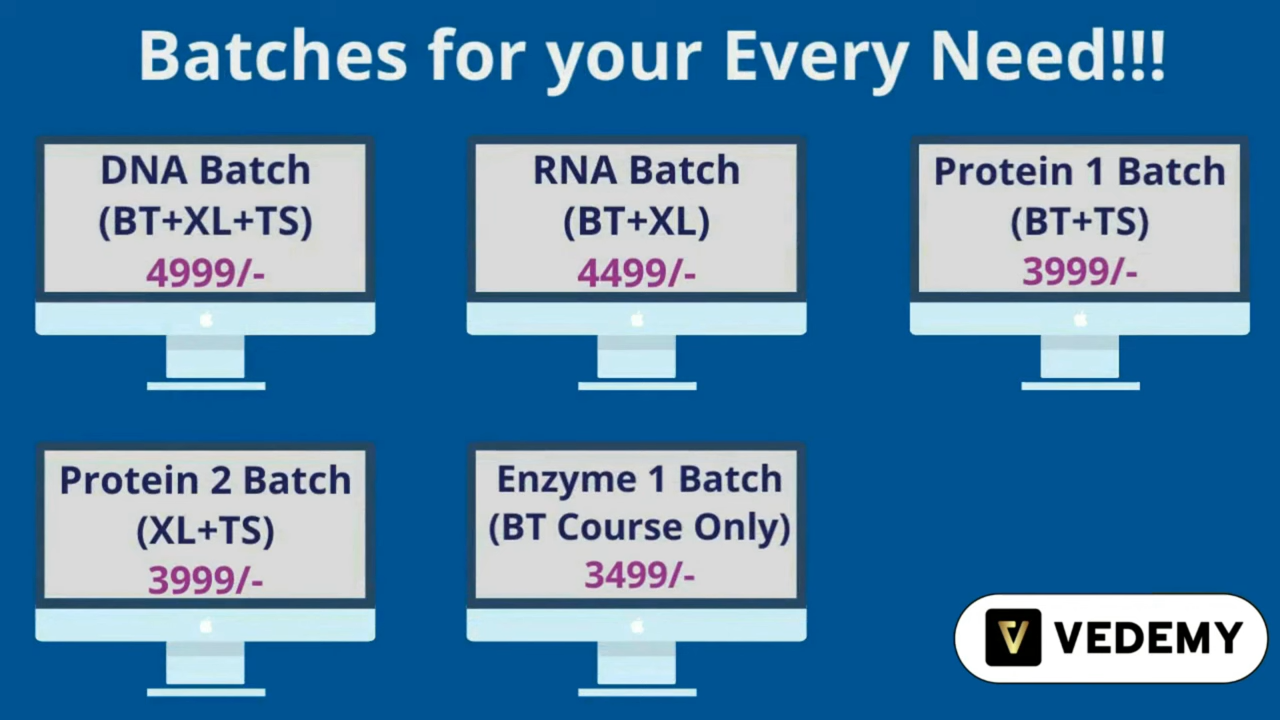 Batches for your Every Need!!!
DNA Batch
(BT+XL+TS)
4999/-
RNA Batch
(BT+XL)
4499/-
Protein 1 Batch
(BT+TS)
3999/-
Protein 2 Batch
(XL+TS)
3999/-
Enzyme 1 Batch
(BT Course Only)
3499/-
VEDEMY